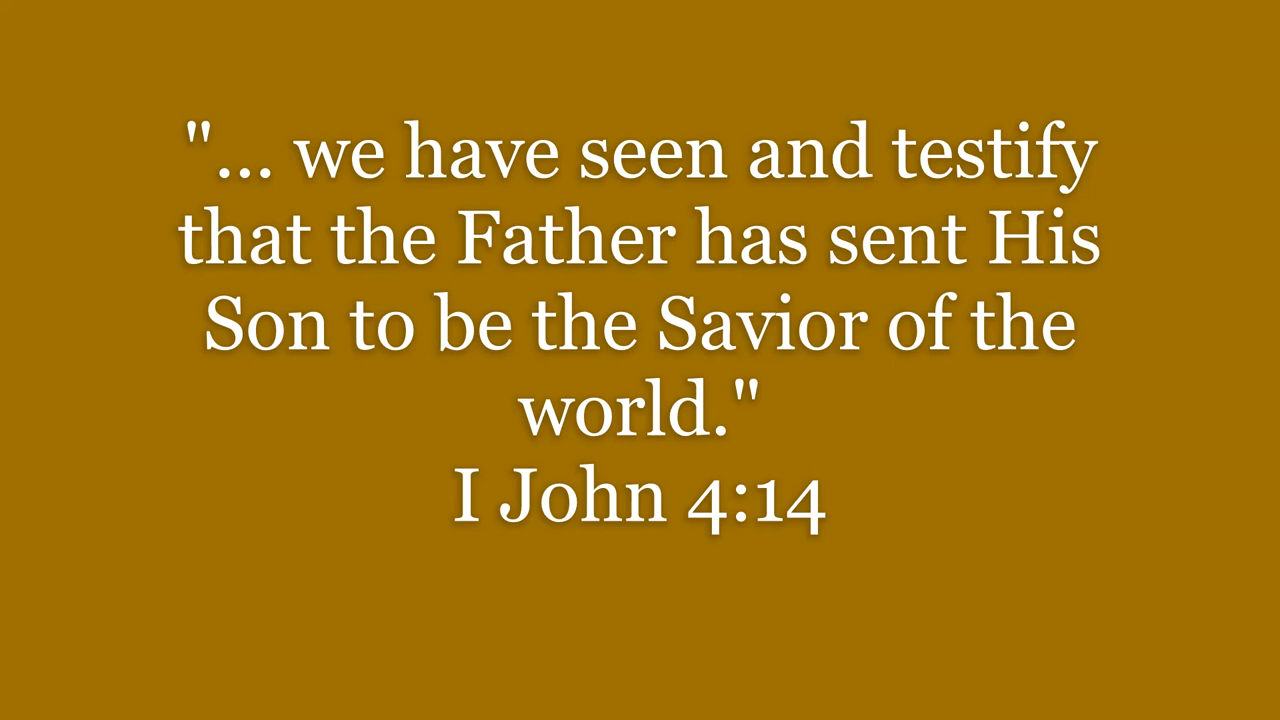 "... we have seen and testify
that the Father has sent His
Son to be the Savior of the
world."
I John 4:14